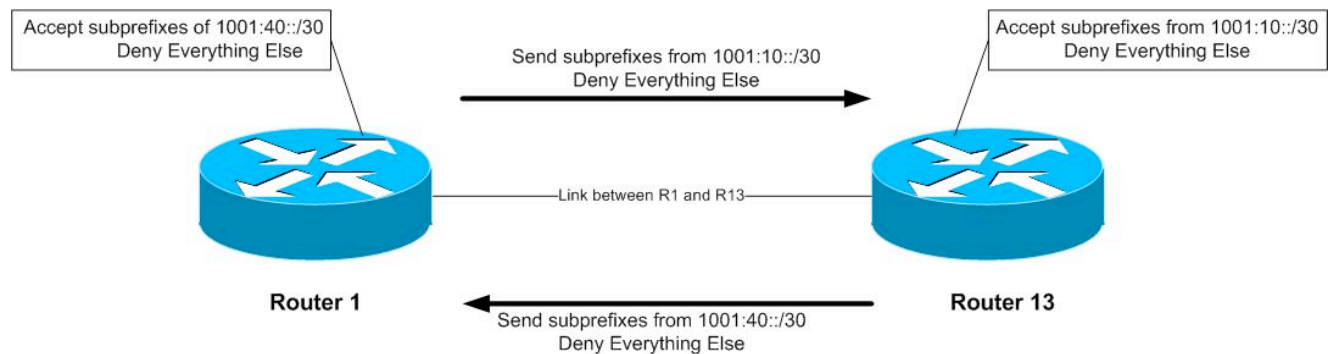 Accept subprefixes of 1001:40::/30
Deny Everything Else
Send subprefixes from 1001:10::/30
Deny Everything Else
Accept subprefixes from 1001:10::/30
Deny Everything Else
Link between R1 and R13
Router 1
Router 13
Send subprefixes from 1001:40::/30
Deny Everything Else